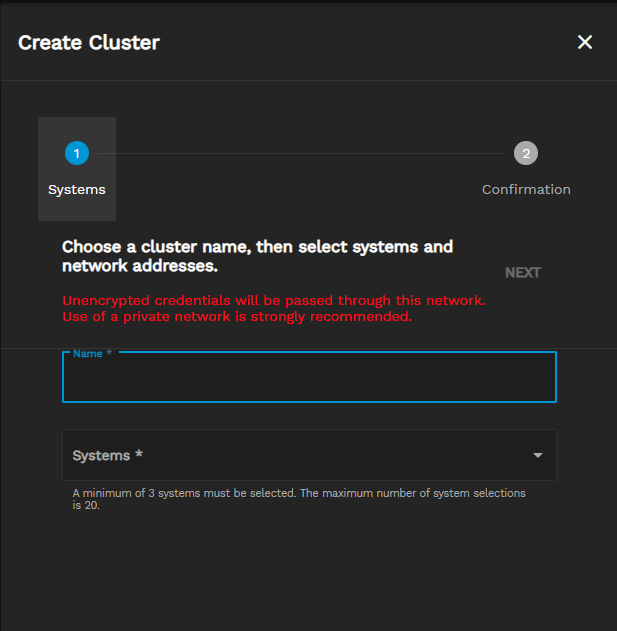 Create Cluster
1
2
Systems
Confirmation
Choose a cluster name, then select systems and
network addresses.
NEXT
Unencrypted credentials will be passed through this network.
Use of a private network is strongly recommended.
Name *
Systems *
A minimum of 3 systems must be selected. The maximum number of system selections
is 20.